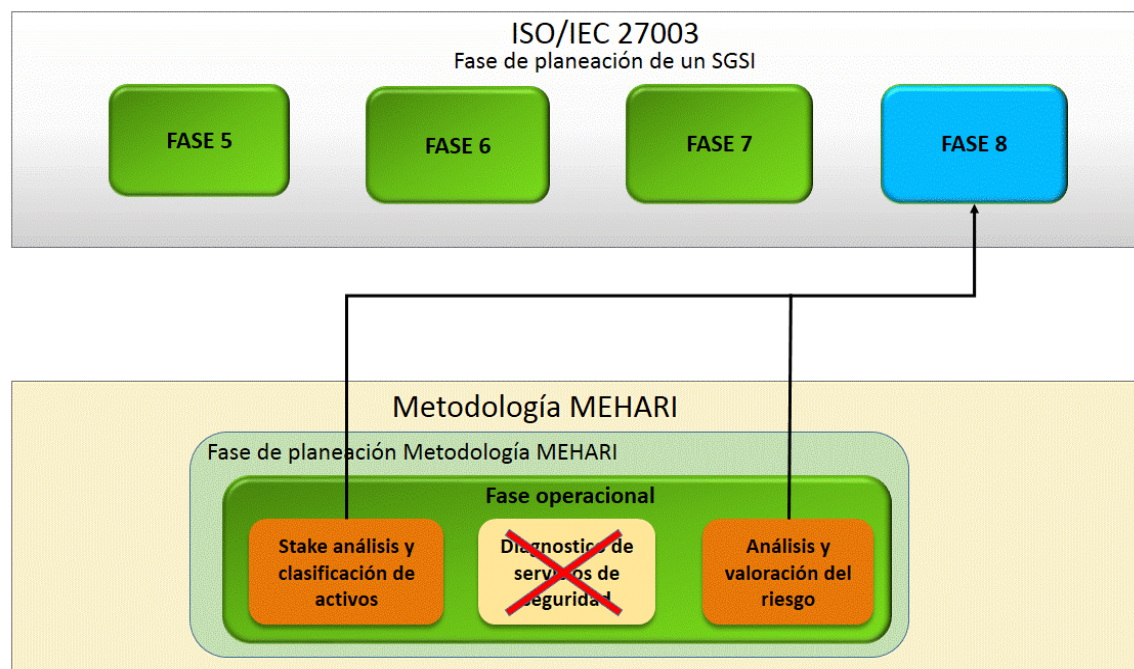 ISO/IEC 27003
Fase de planeación de un SGSI
FASE 5
FASE 6
FASE 7
FASE 8
Metodología MEHARI
Fase de planeación Metodología MEHARI
Fase operacional
Stake análisis y
clasificación de
activos
Diagnostico de
servicios de
seguridad
Análisis y
valoración del
riesgo